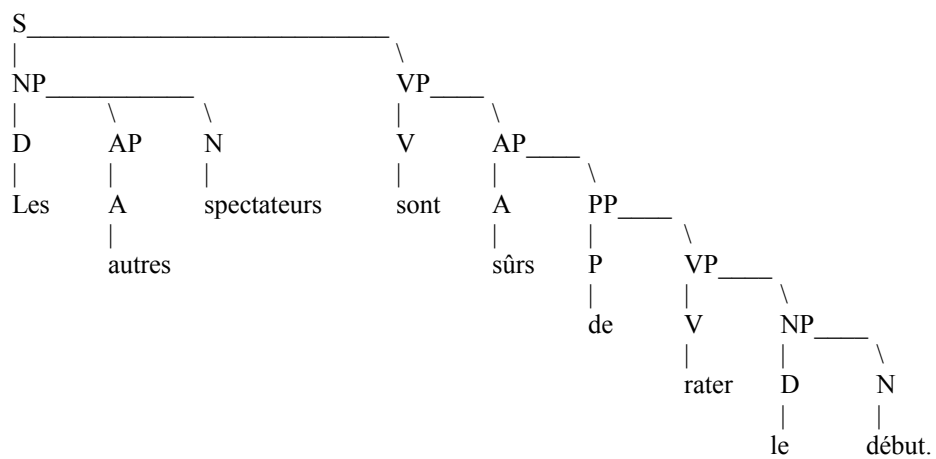 S
NP VP
D AP N V AP
Les A spectateurs sont A PP
autres sûrs P VP
de V NP
rater D N
le début.